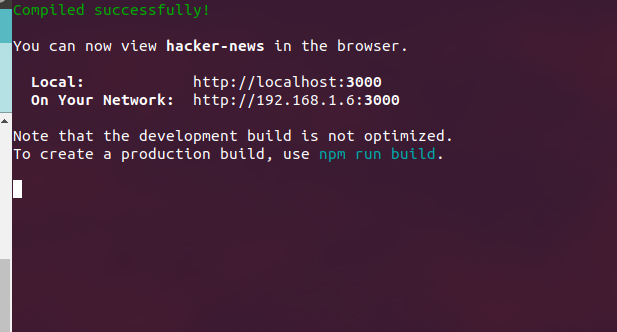 Compiled successfully!
You can now view hacker-news in the browser.
Local: http://localhost:3000
On Your Network: http://192.168.1.6:3000
Note that the development build is not optimized.
To create a production build, use npm run build.